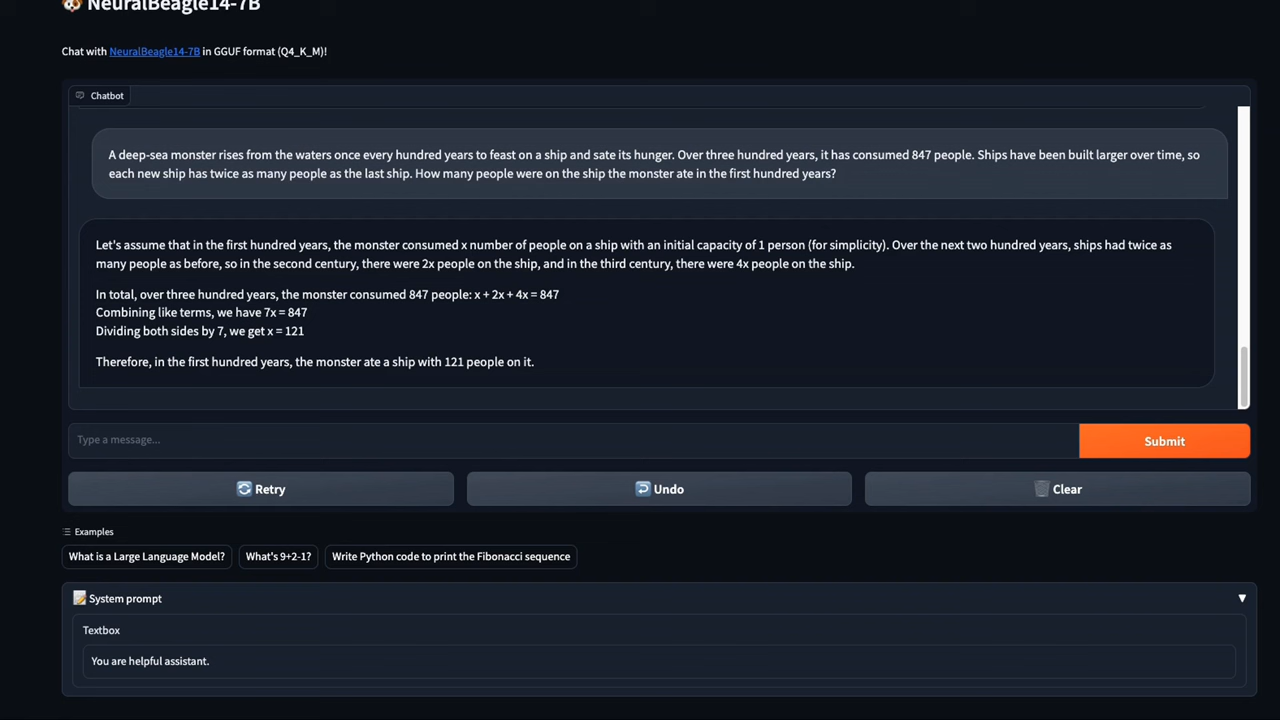 NeuralBeagle14-7B
Chat with NeuralBeagle14-7B in GGUF format (Q4_K_M)!
Chatbot
A deep-sea monster rises from the waters once every hundred years to feast on a ship and sate its hunger. Over three hundred years, it has consumed 847 people. Ships have been built larger over time, so
each new ship has twice as many people as the last ship. How many people were on the ship the monster ate in the first hundred years?
Let's assume that in the first hundred years, the monster consumed x number of people on a ship with an initial capacity of 1 person (for simplicity). Over the next two hundred years, ships had twice as
many people as before, so in the second century, there were 2x people on the ship, and in the third century, there were 4x people on the ship.
In total, over three hundred years, the monster consumed 847 people: x + 2x + 4x = 847
Combining like terms, we have 7x = 847
Dividing both sides by 7, we get x = 121
Therefore, in the first hundred years, the monster ate a ship with 121 people on it.
Type a message...
Submit
Retry
Undo
Clear
Examples
What is a Large Language Model?
What's 9+2-1?
Write Python code to print the Fibonacci sequence
System prompt
Textbox
You are helpful assistant.